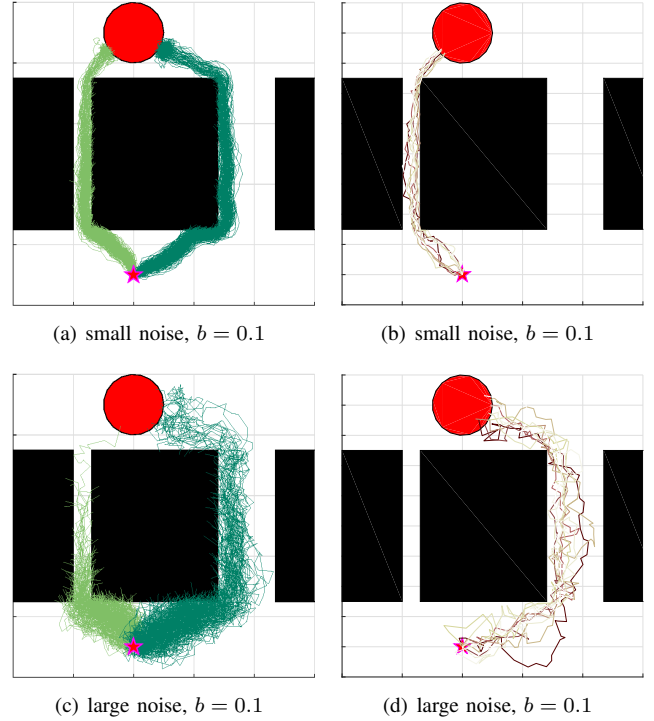 (a) small noise, b = 0.1
(b) small noise, b = 0.1
(c) large noise, b = 0.1
(d) large noise, b = 0.1